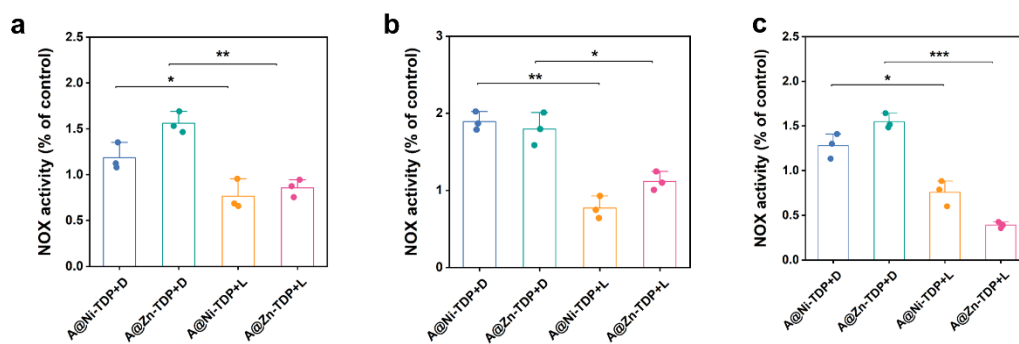 a
NOX activity (% of control)
2.5
2.0
1.5
1.0
0.5
0.0
*
**
A@Ni-TDP+D
A@Zn-TDP+D
A@Ni-TDP+L
A@Zn-TDP+L
b
NOX activity (% of control)
3
2
1
0
**
*
A@Ni-TDP+D
A@Zn-TDP+D
A@Ni-TDP+L
A@Zn-TDP+L
c
NOX activity (% of control)
2.5
2.0
1.5
1.0
0.5
0.0
*
***
A@Ni-TDP+D
A@Zn-TDP+D
A@Ni-TDP+L
A@Zn-TDP+L